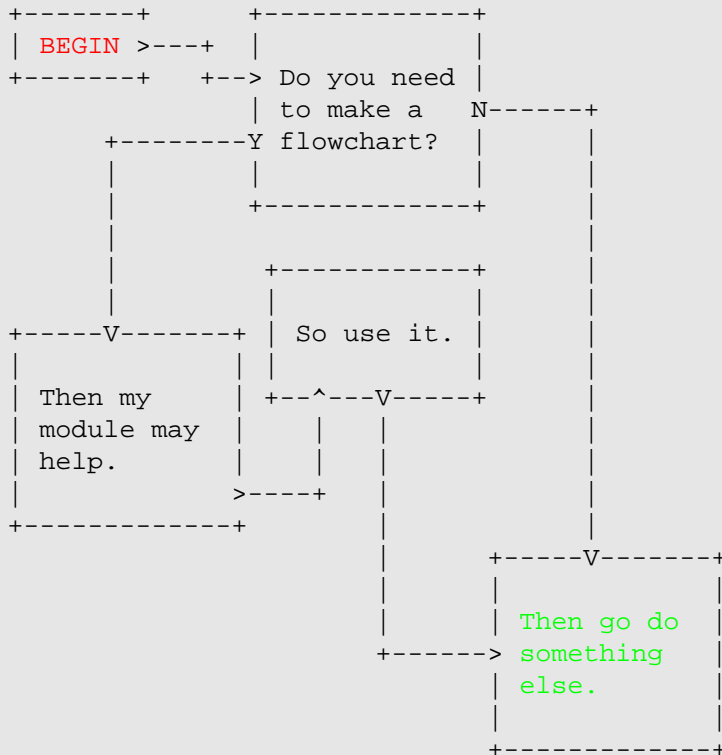 BEGIN
Do you need
to make a
N
Y flowchart?
So use it.
Then my
module may
help.
Then go do
something
else.